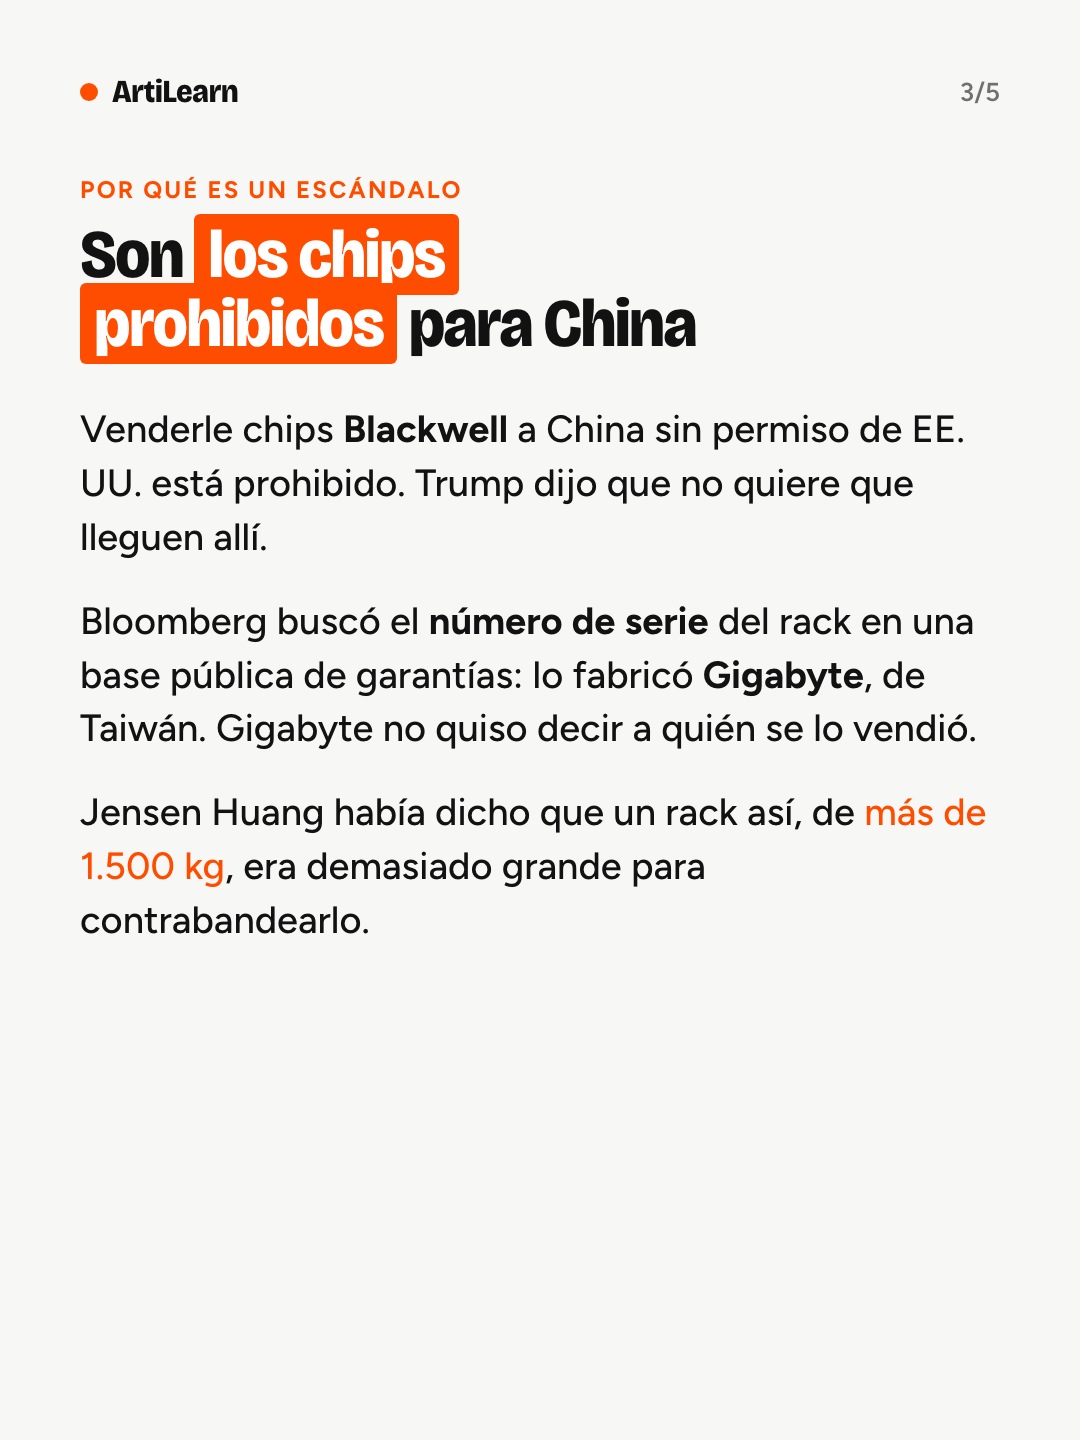 ArtiLearn
3/5
POR QUÉ ES UN ESCÁNDALO
Son los chips
prohibidos para China
Venderle chips Blackwell a China sin permiso de EE.
UU. está prohibido. Trump dijo que no quiere que
lleguen allí.
Bloomberg buscó el número de serie del rack en una
base pública de garantías: lo fabricó Gigabyte, de
Taiwán. Gigabyte no quiso decir a quién se lo vendió.
Jensen Huang había dicho que un rack así, de más de
1.500 kg, era demasiado grande para
contrabandearlo.